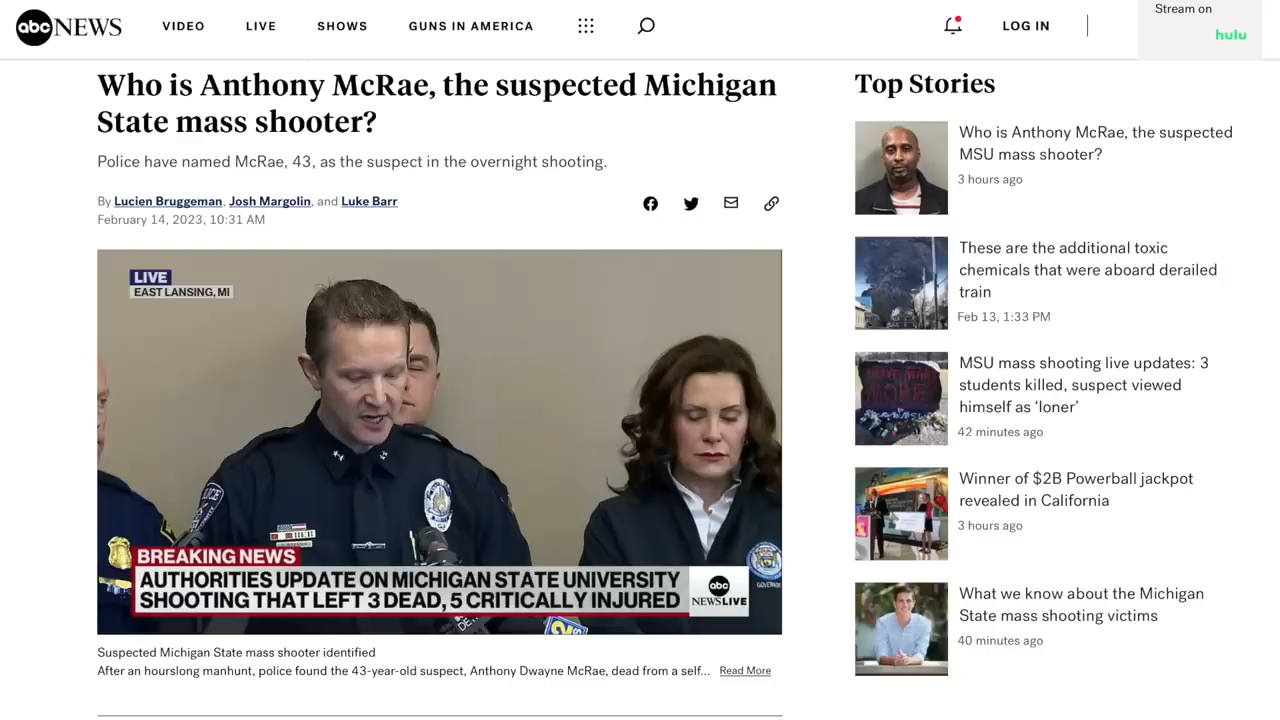 abc NEWS
VIDEO
LIVE
SHOWS
GUNS IN AMERICA
LOG IN
Stream on
hulu
Who is Anthony McRae, the suspected Michigan
State mass shooter?
Police have named McRae, 43, as the suspect in the overnight shooting.
By Lucien Bruggeman, Josh Margolin, and Luke Barr
February 14, 2023, 10:31 AM
LIVE
EAST LANSING, MI
BREAKING NEWS
AUTHORITIES UPDATE ON MICHIGAN STATE UNIVERSITY
SHOOTING THAT LEFT 3 DEAD, 5 CRITICALLY INJURED
abc
NEWS LIVE
GOVERNOR
Suspected Michigan State mass shooter identified
After an hourslong manhunt, police found the 43-year-old suspect, Anthony Dwayne McRae, dead from a self... Read More
Top Stories
Who is Anthony McRae, the suspected
MSU mass shooter?
3 hours ago
These are the additional toxic
chemicals that were aboard derailed
train
Feb 13, 1:33 PM
MSU mass shooting live updates: 3
students killed, suspect viewed
himself as ‘loner’
42 minutes ago
Winner of $2B Powerball jackpot
revealed in California
3 hours ago
What we know about the Michigan
State mass shooting victims
40 minutes ago